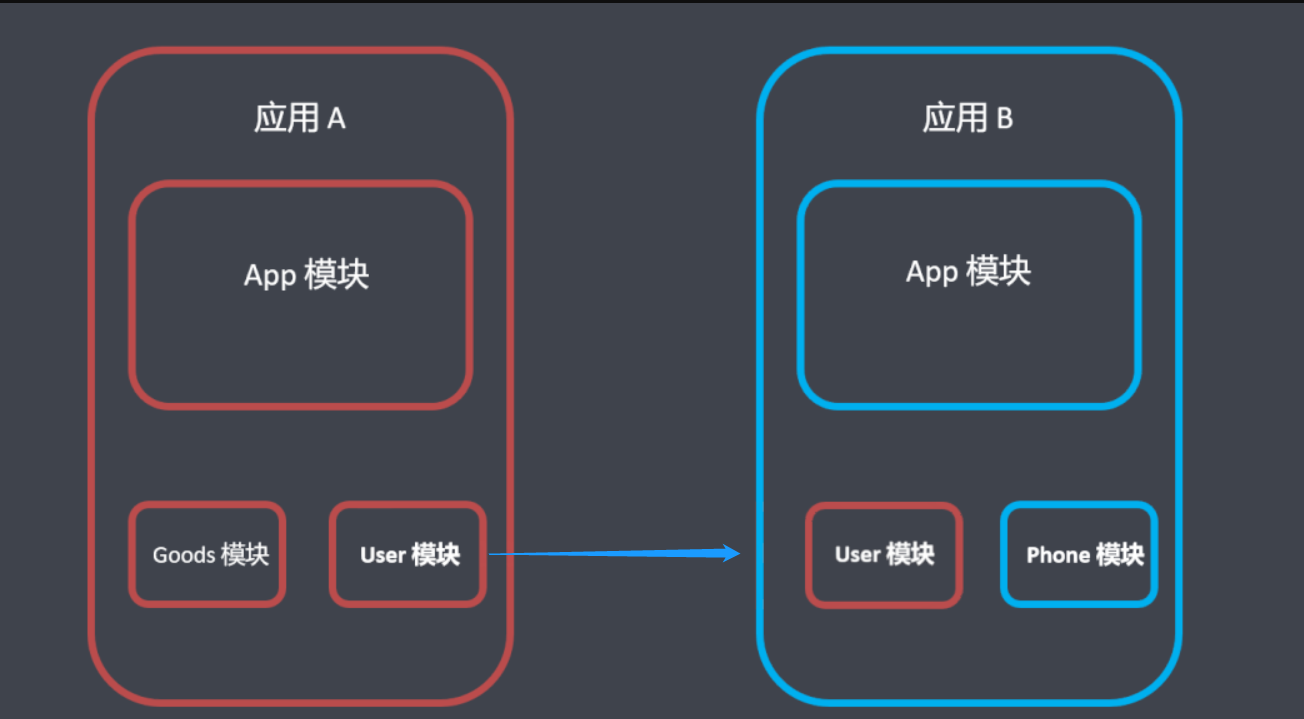 应用 A
应用 B
App 模块
App 模块
Goods 模块
User 模块
User 模块
Phone 模块